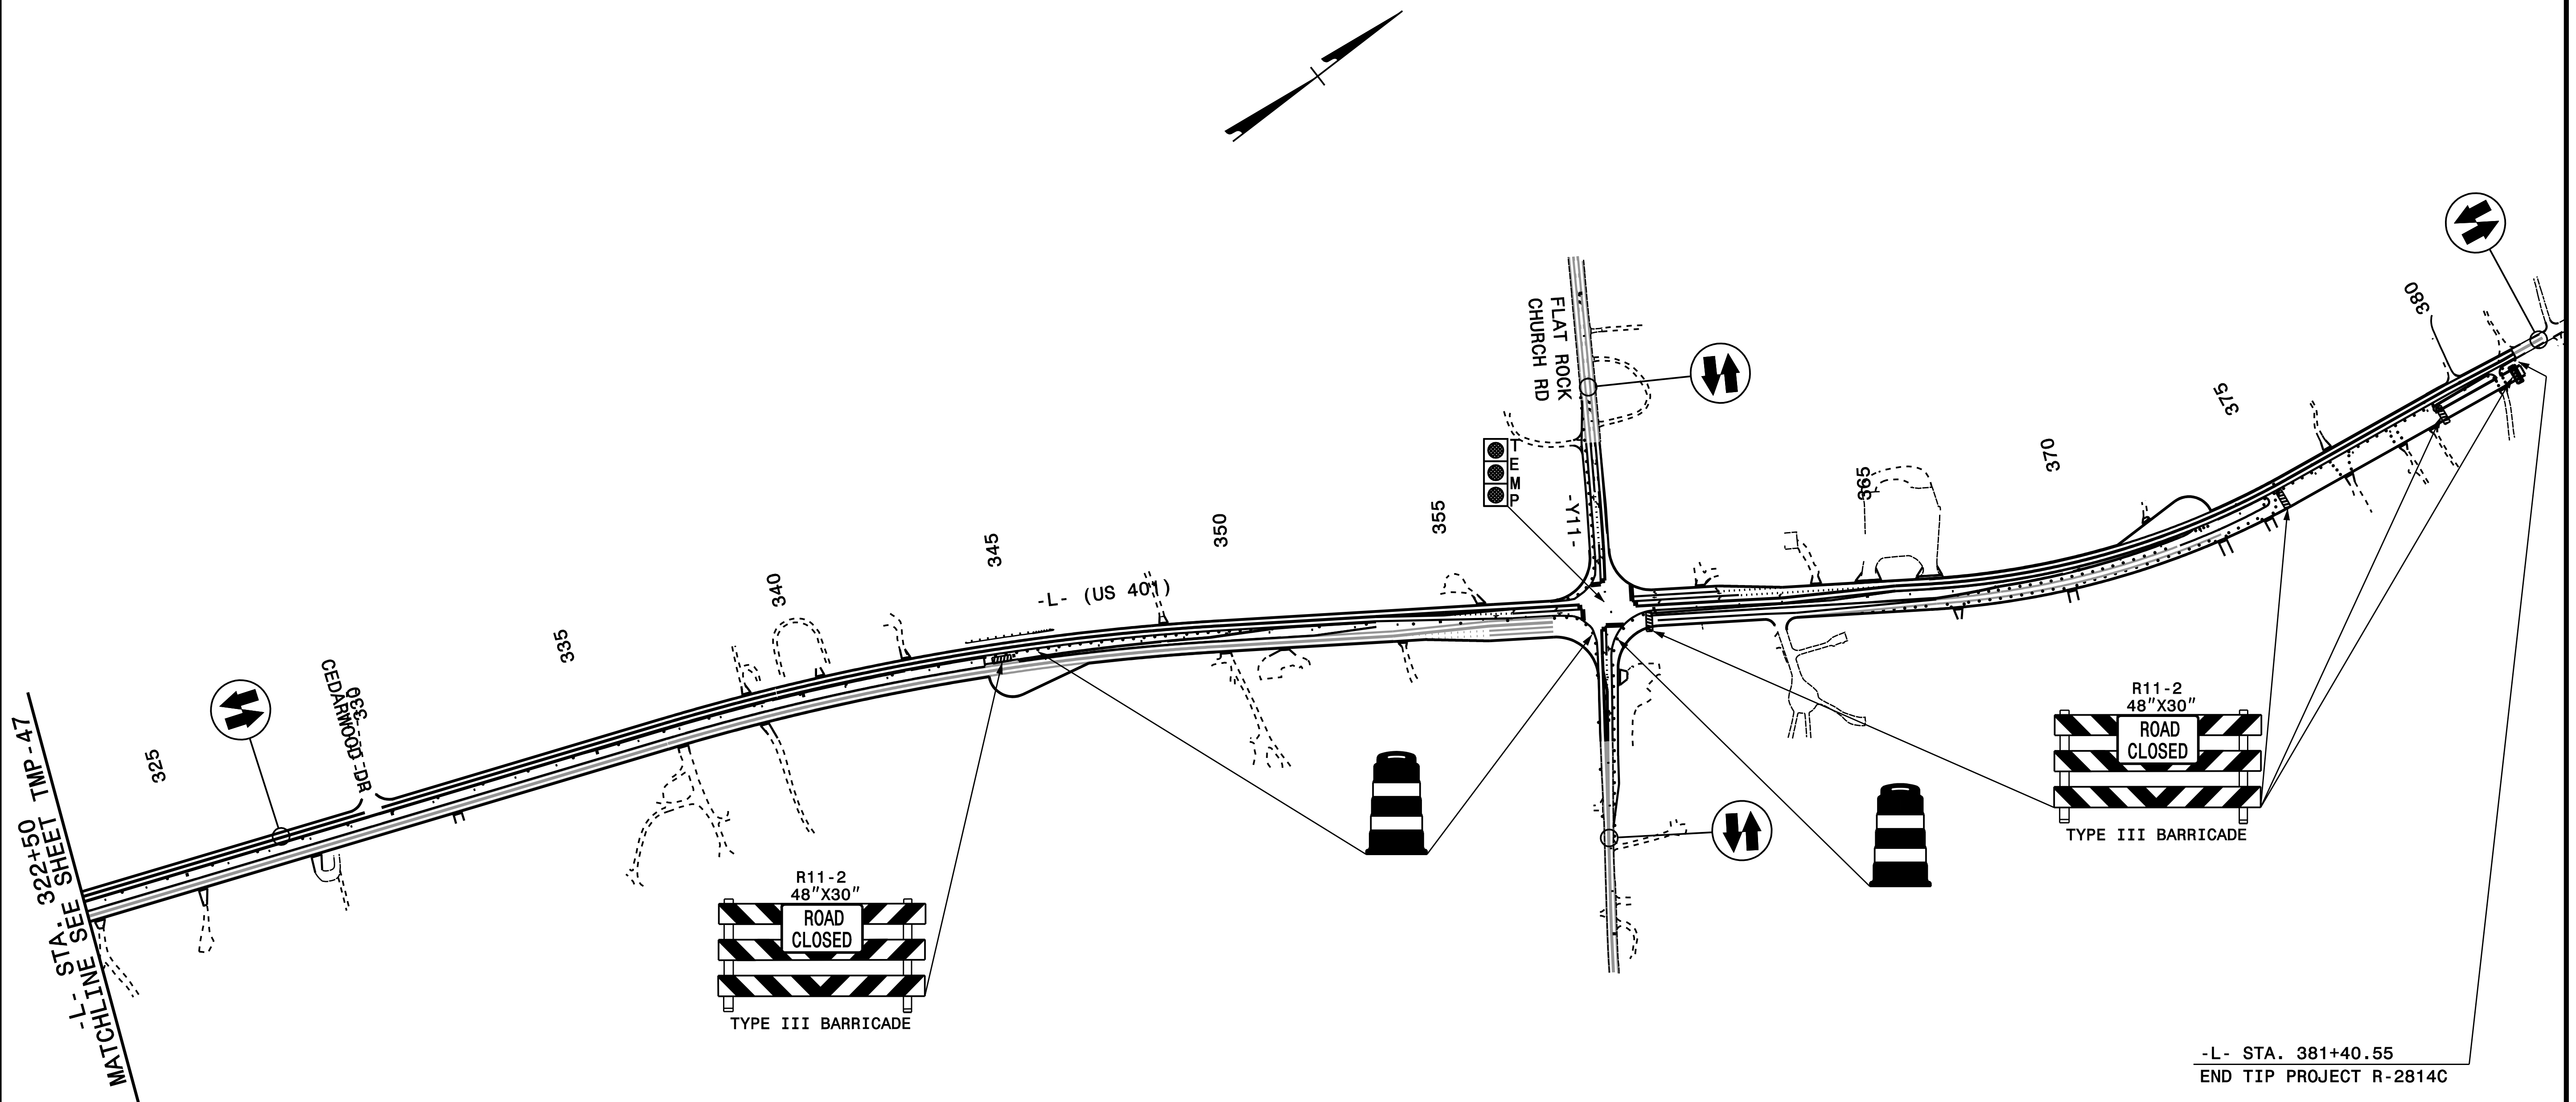 -L- STA. 322+50
MATCHLINE SEE SHEET TMP-47
325
CEDARWOOD DR
330
335
340
345
-L- (US 401)
350
355
T
E
M
P
FLAT ROCK
CHURCH RD
-Y11-
365
370
375
380
R11-2
48"X30"
ROAD
CLOSED
TYPE III BARRICADE
R11-2
48"X30"
ROAD
CLOSED
TYPE III BARRICADE
-L- STA. 381+40.55
END TIP PROJECT R-2814C